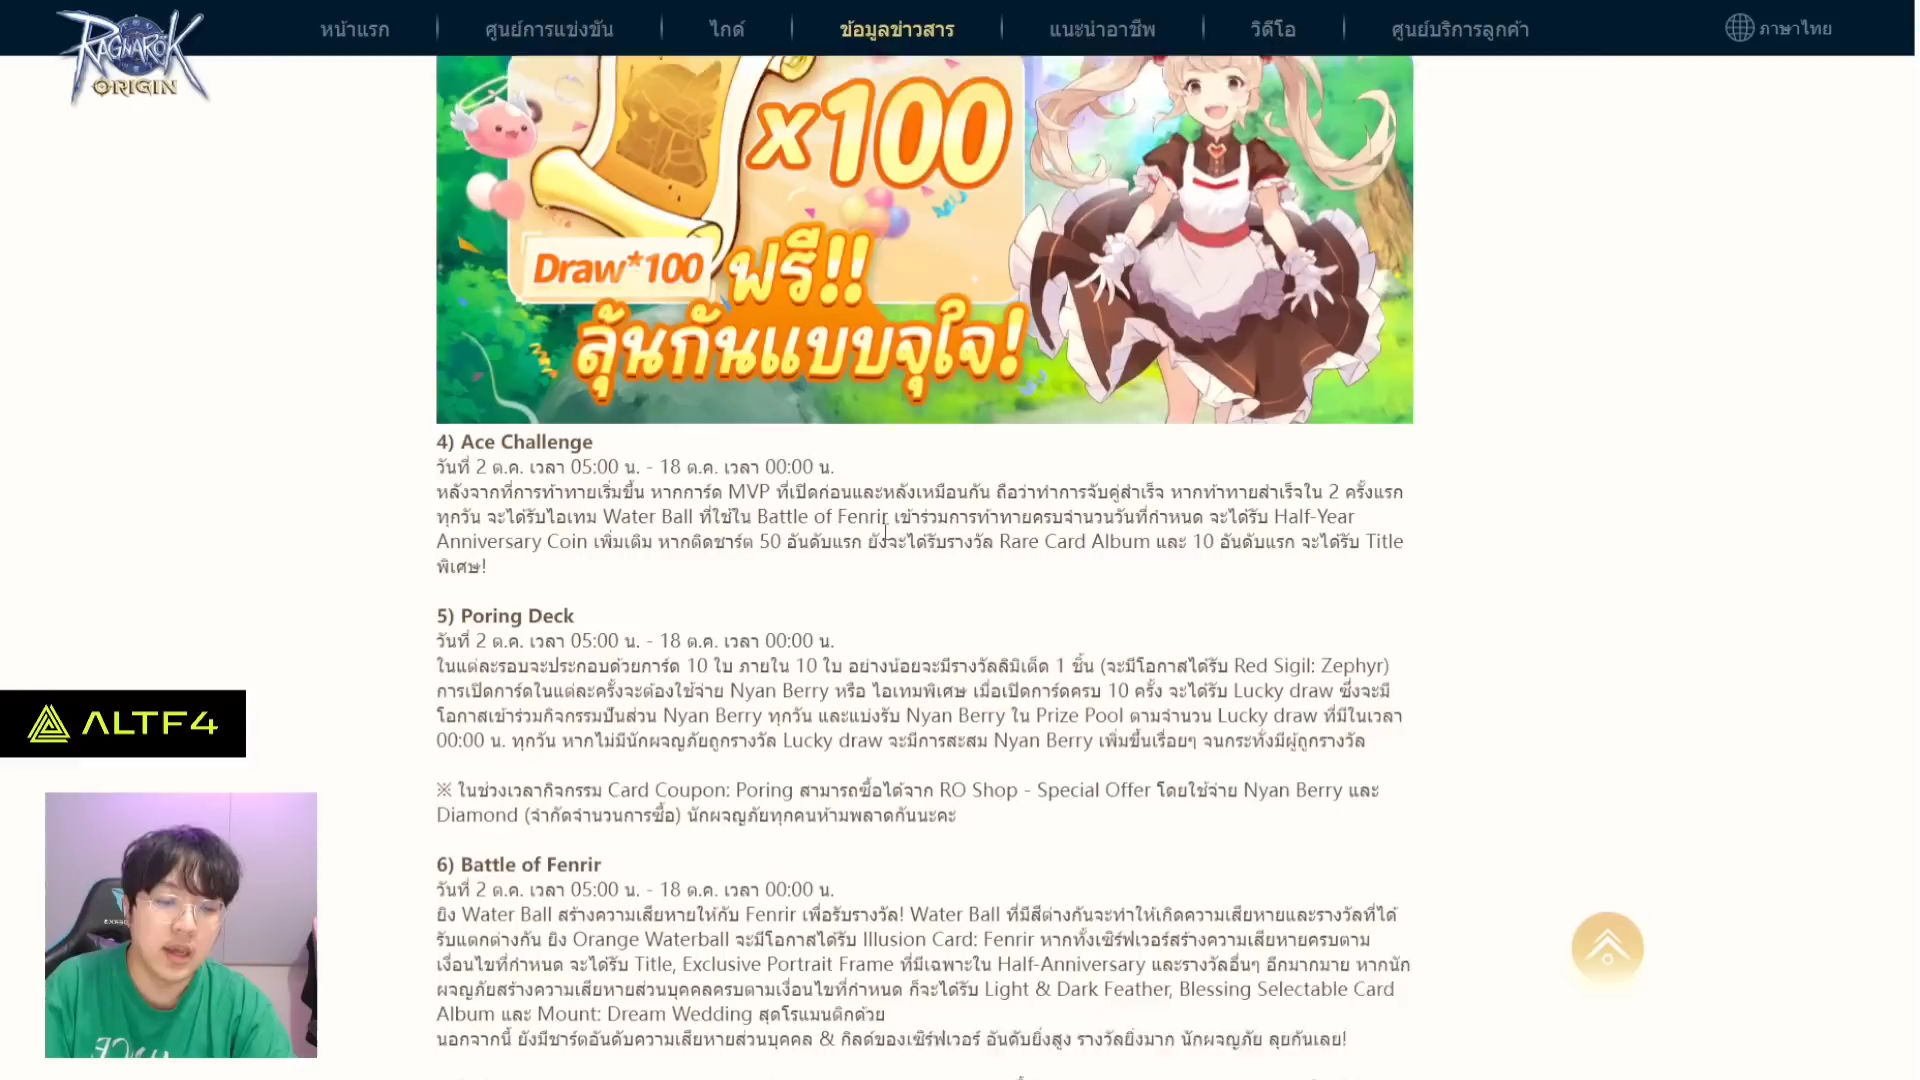 RAGNAROK
ORIGIN
หน้าแรก
ศูนย์การแข่งขัน
ไกด์
ข้อมูลข่าวสาร
แนะนำอาชีพ
วิดีโอ
ศูนย์บริการลูกค้า
ภาษาไทย
x100
Draw*100 ฟรี!!
ลุ้นกันแบบจุใจ!
4) Ace Challenge
วันที่ 2 ต.ค. เวลา 05:00 น. - 18 ต.ค. เวลา 00:00 น.
หลังจากที่การท้าทายเริ่มขึ้น หากการ์ด MVP ที่เปิดก่อนและหลังเหมือนกัน ถือว่าทำการจับคู่สำเร็จ หากท้าทายสำเร็จใน 2 ครั้งแรก
ทุกวัน จะได้รับไอเทม Water Ball ที่ใช้ใน Battle of Fenrir เข้าร่วมการท้าทายครบจำนวนวันที่กำหนด จะได้รับ Half-Year
Anniversary Coin เพิ่มเติม หากติดชาร์ต 50 อันดับแรก ยังจะได้รับรางวัล Rare Card Album และ 10 อันดับแรก จะได้รับ Title
พิเศษ!
5) Poring Deck
วันที่ 2 ต.ค. เวลา 05:00 น. - 18 ต.ค. เวลา 00:00 น.
ในแต่ละรอบจะประกอบด้วยการ์ด 10 ใบ ภายใน 10 ใบ อย่างน้อยจะมีรางวัลลิมิเต็ด 1 ชิ้น (จะมีโอกาสได้รับ Red Sigil: Zephyr)
การเปิดการ์ดในแต่ละครั้งจะต้องใช้จ่าย Nyan Berry หรือ ไอเทมพิเศษ เมื่อเปิดการ์ดครบ 10 ครั้ง จะได้รับ Lucky draw ซึ่งจะมี
โอกาสเข้าร่วมกิจกรรมปันส่วน Nyan Berry ทุกวัน และแบ่งรับ Nyan Berry ใน Prize Pool ตามจำนวน Lucky draw ที่มีในเวลา
00:00 น. ทุกวัน หากไม่มีนักผจญภัยถูกรางวัล Lucky draw จะมีการสะสม Nyan Berry เพิ่มขึ้นเรื่อยๆ จนกระทั่งมีผู้ถูกรางวัล
※ ในช่วงเวลากิจกรรม Card Coupon: Poring สามารถซื้อได้จาก RO Shop - Special Offer โดยใช้จ่าย Nyan Berry และ
Diamond (จำกัดจำนวนการซื้อ) นักผจญภัยทุกคนห้ามพลาดกันนะคะ
6) Battle of Fenrir
วันที่ 2 ต.ค. เวลา 05:00 น. - 18 ต.ค. เวลา 00:00 น.
ยิง Water Ball สร้างความเสียหายให้กับ Fenrir เพื่อรับรางวัล! Water Ball ที่มีสีต่างกันจะทำให้เกิดความเสียหายและรางวัลที่ได้
รับแตกต่างกัน ยิง Orange Waterball จะมีโอกาสได้รับ Illusion Card: Fenrir หากทั้งเซิร์ฟเวอร์สร้างความเสียหายครบตาม
เงื่อนไขที่กำหนด จะได้รับ Title, Exclusive Portrait Frame ที่มีเฉพาะใน Half-Anniversary และรางวัลอื่นๆ อีกมากมาย หากนัก
ผจญภัยสร้างความเสียหายส่วนบุคคลครบตามเงื่อนไขที่กำหนด ก็จะได้รับ Light & Dark Feather, Blessing Selectable Card
Album และ Mount: Dream Wedding สุดโรแมนติกด้วย
นอกจากนี้ ยังมีชาร์ตอันดับความเสียหายส่วนบุคคล & กิลด์ของเซิร์ฟเวอร์ อันดับยิ่งสูง รางวัลยิ่งมาก นักผจญภัย ลุยกันเลย!
ALTF4